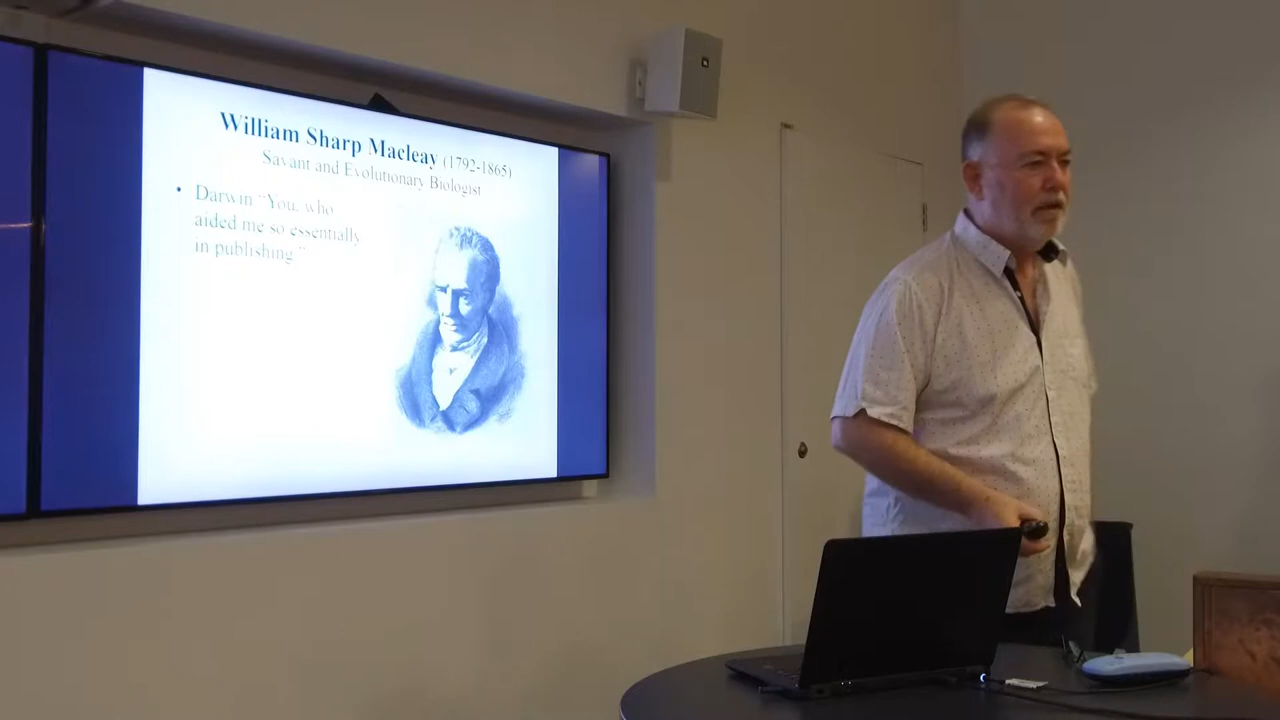 William Sharp Macleay (1792-1865)
Savant and Evolutionary Biologist
• Darwin “You, who
aided me so essentially
in publishing”